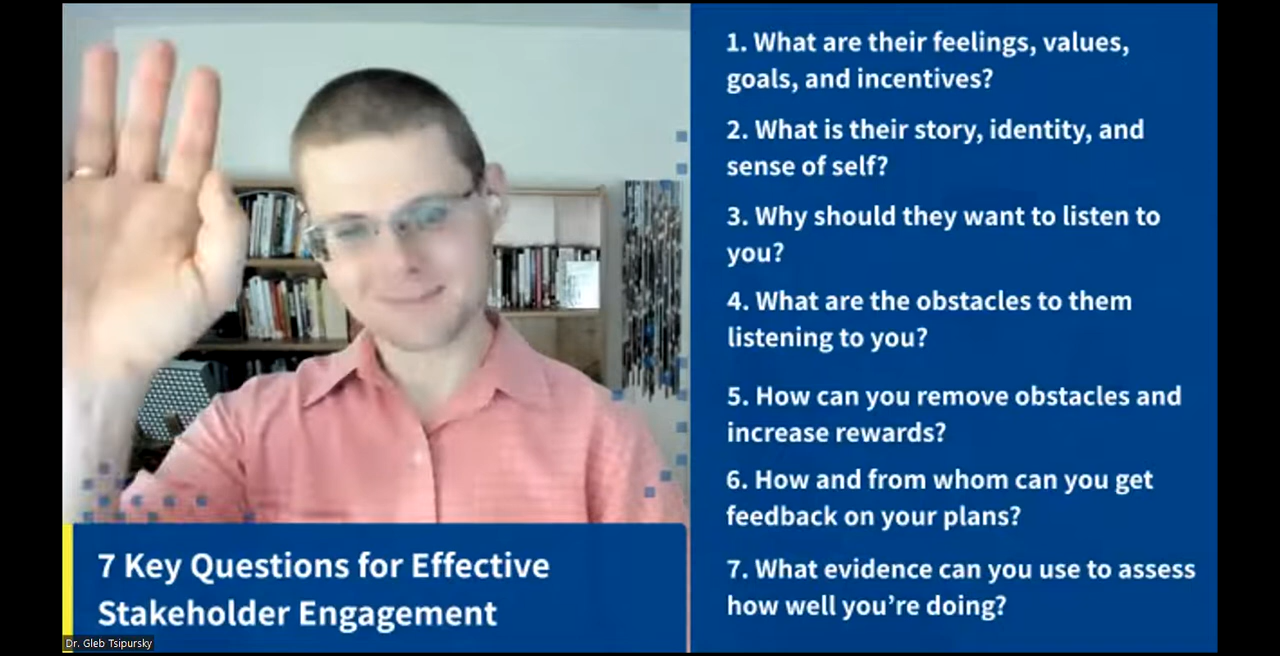 1. What are their feelings, values,
goals, and incentives?
2. What is their story, identity, and
sense of self?
3. Why should they want to listen to
you?
4. What are the obstacles to them
listening to you?
5. How can you remove obstacles and
increase rewards?
6. How and from whom can you get
feedback on your plans?
7. What evidence can you use to assess
how well you’re doing?
7 Key Questions for Effective
Stakeholder Engagement
Dr. Gleb Tsipursky